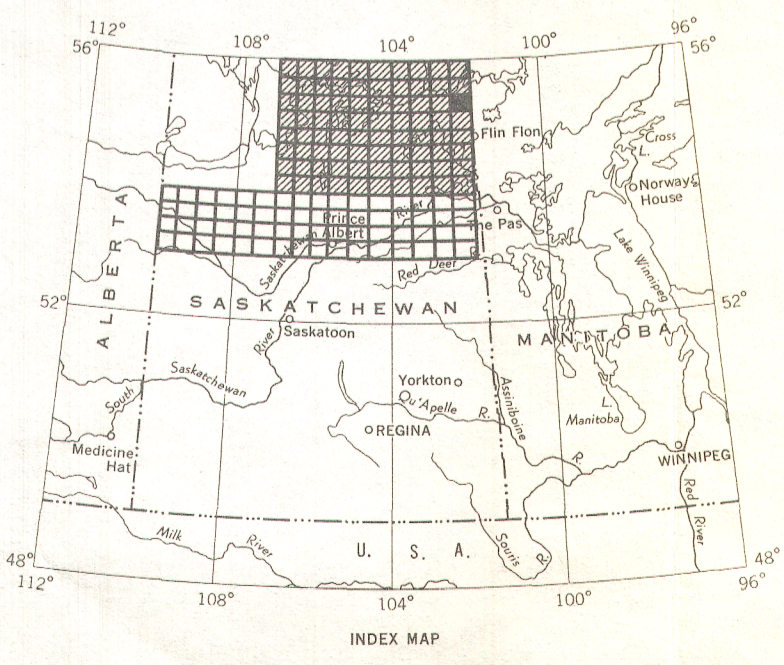 112°
108°
104°
100°
96°
56°
56°
Flin Flon
Cross
L.
Norway
House
River
Prince
Albert
The Pas
ALBERTA
Saskatchewan
Red Deer
R.
Lake Winnipeg
52°
52°
SASKATCHEWAN
MANITOBA
Saskatoon
River
Saskatchewan
South
Yorkton
Qu'Appelle R.
Assiniboine
R.
L.
Manitoba
REGINA
Medicine
Hat
WINNIPEG
Red
River
Milk
River
U. S. A.
Souris
R.
48°
48°
112°
108°
104°
100°
96°
INDEX MAP